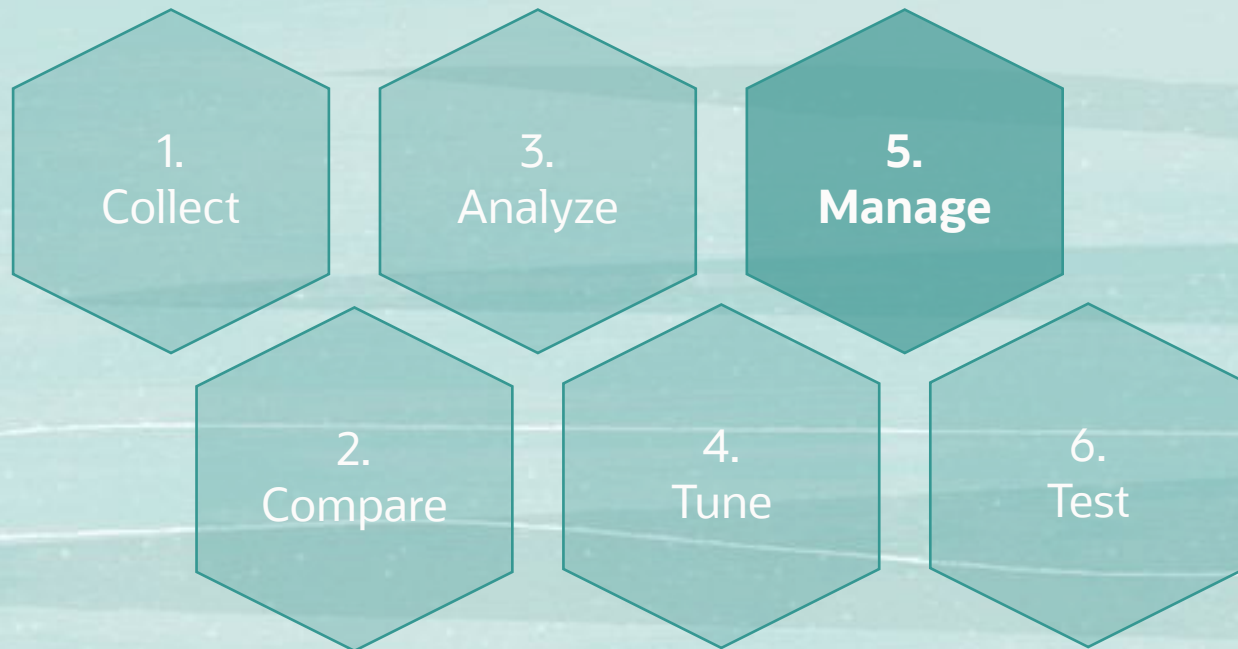 1.
Collect
2.
Compare
3.
Analyze
4.
Tune
5.
Manage
6.
Test